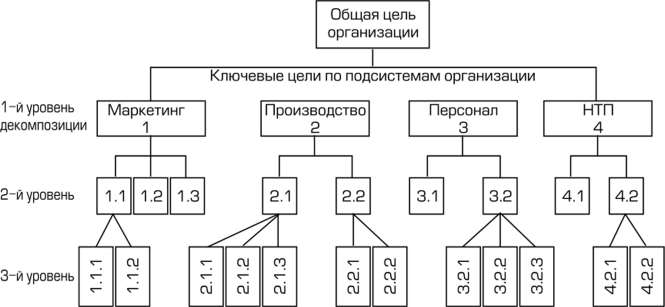 Общая цель
организации
Ключевые цели по подсистемам организации
1-й уровень
декомпозиции
Маркетинг
1
Производство
2
Персонал
3
НТП
4
2-й уровень
1.1
1.2
1.3
2.1
2.2
3.1
3.2
4.1
4.2
3-й уровень
1.1.1
1.1.2
2.1.1
2.1.2
2.1.3
2.2.1
2.2.2
3.2.1
3.2.2
3.2.3
4.2.1
4.2.2